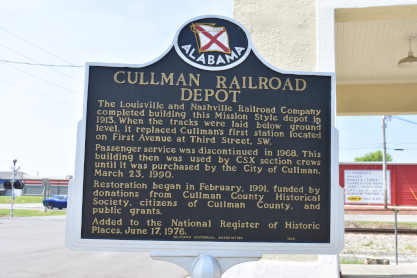 ALABAMA
CULLMAN RAILROAD
DEPOT
The Louisville and Nashville Railroad Company
completed building this Mission Style depot in
1913. When the tracks were laid below ground
level, it replaced Cullman's first station located
on First Avenue at Third Street, SW.
Passenger service was discontinued in 1968. This
building then was used by CSX section crews
until it was purchased by the City of Cullman,
March 23, 1990.
Restoration began in February, 1991, funded by
donations from Cullman County Historical
Society, citizens of Cullman County, and
public grants.
Added to the National Register of Historic
Places, June 17, 1976.
ALABAMA HISTORICAL ASSOCIATION